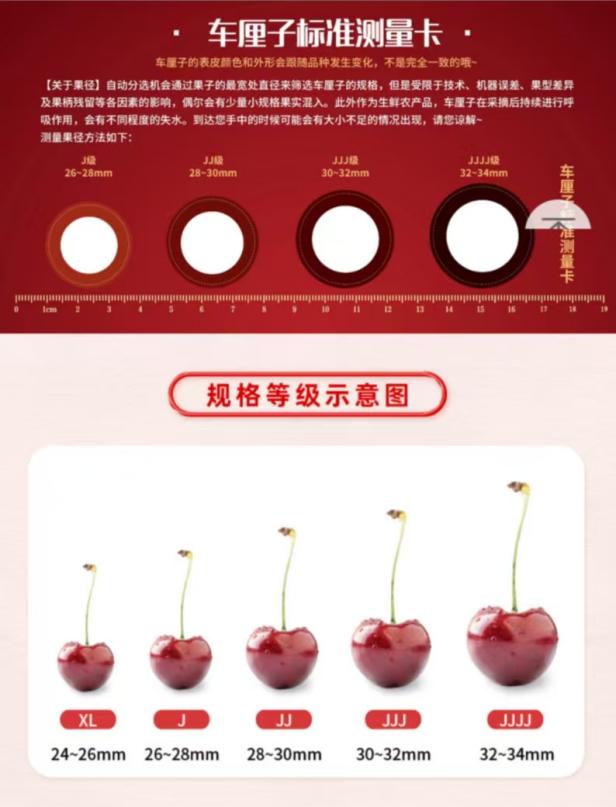 · 车厘子标准测量卡 ·
车厘子的表皮颜色和外形会跟随品种发生变化，不是完全一致的哦~
【关于果径】自动分选机会通过果子的最宽处直径来筛选车厘子的规格，但是受限于技术、机器误差、果型差异
及果柄残留等各因素的影响，偶尔会有少量小规格果实混入。此外作为生鲜农产品，车厘子在采摘后持续进行呼
吸作用，会有不同程度的失水。到达您手中的时候可能会有大小不足的情况出现，请您谅解~
测量果径方法如下：
J级 JJ级 JJJ级 JJJJ级
26~28mm 28~30mm 30~32mm 32~34mm
车厘子标准测量卡
0 1cm 2 3 4 5 6 7 8 9 10 11 12 13 14 15 16 17 18 19
规格等级示意图
XL J JJ JJJ JJJJ
24~26mm 26~28mm 28~30mm 30~32mm 32~34mm